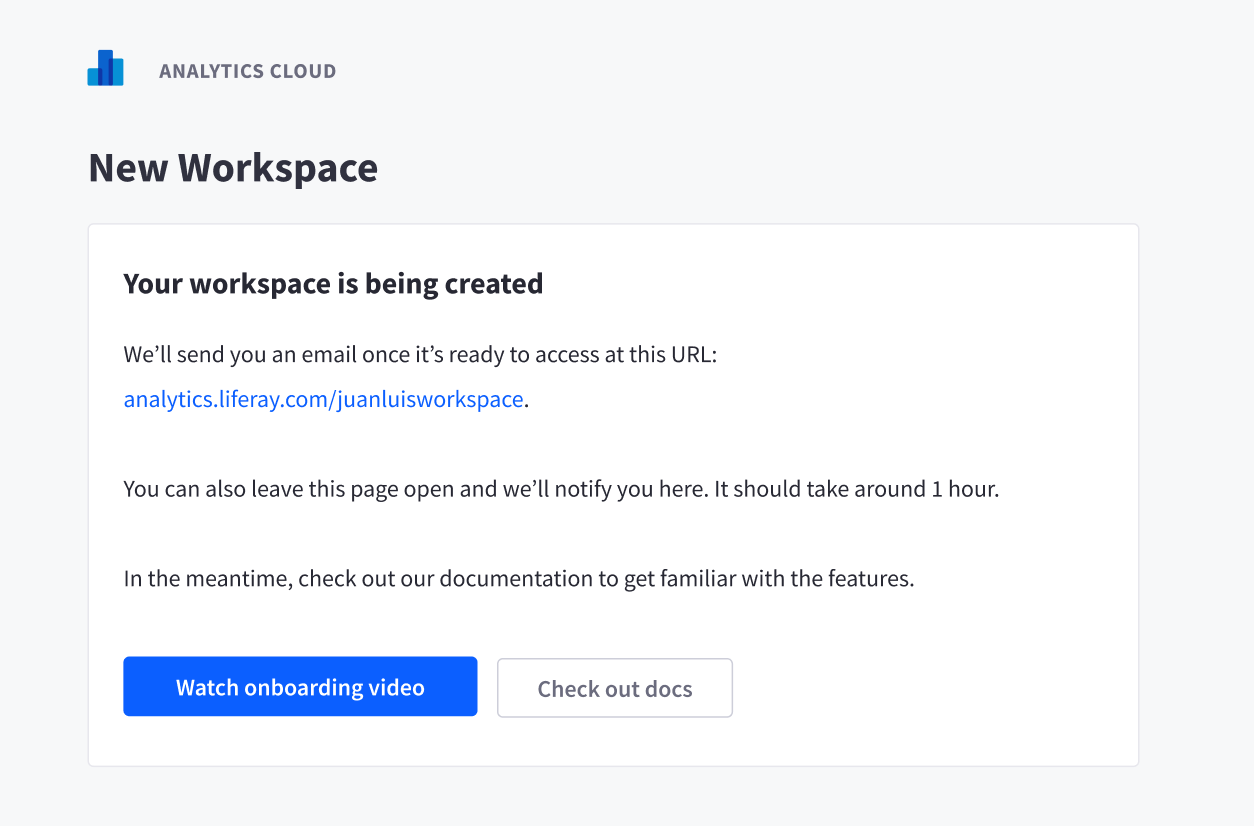 ANALYTICS CLOUD
New Workspace
Your workspace is being created
We’ll send you an email once it’s ready to access at this URL:
analytics.liferay.com/juanluisworkspace.
You can also leave this page open and we’ll notify you here. It should take around 1 hour.
In the meantime, check out our documentation to get familiar with the features.
Watch onboarding video
Check out docs